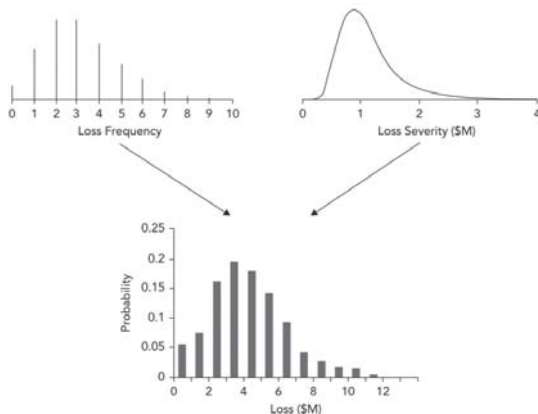 0 1 2 3 4 5 6 7 8 9 10
Loss Frequency
0 1 2 3 4
Loss Severity ($M)
0.25
0.2
0.15
0.1
0.05
0
Probability
0 2 4 6 8 10 12
Loss ($M)